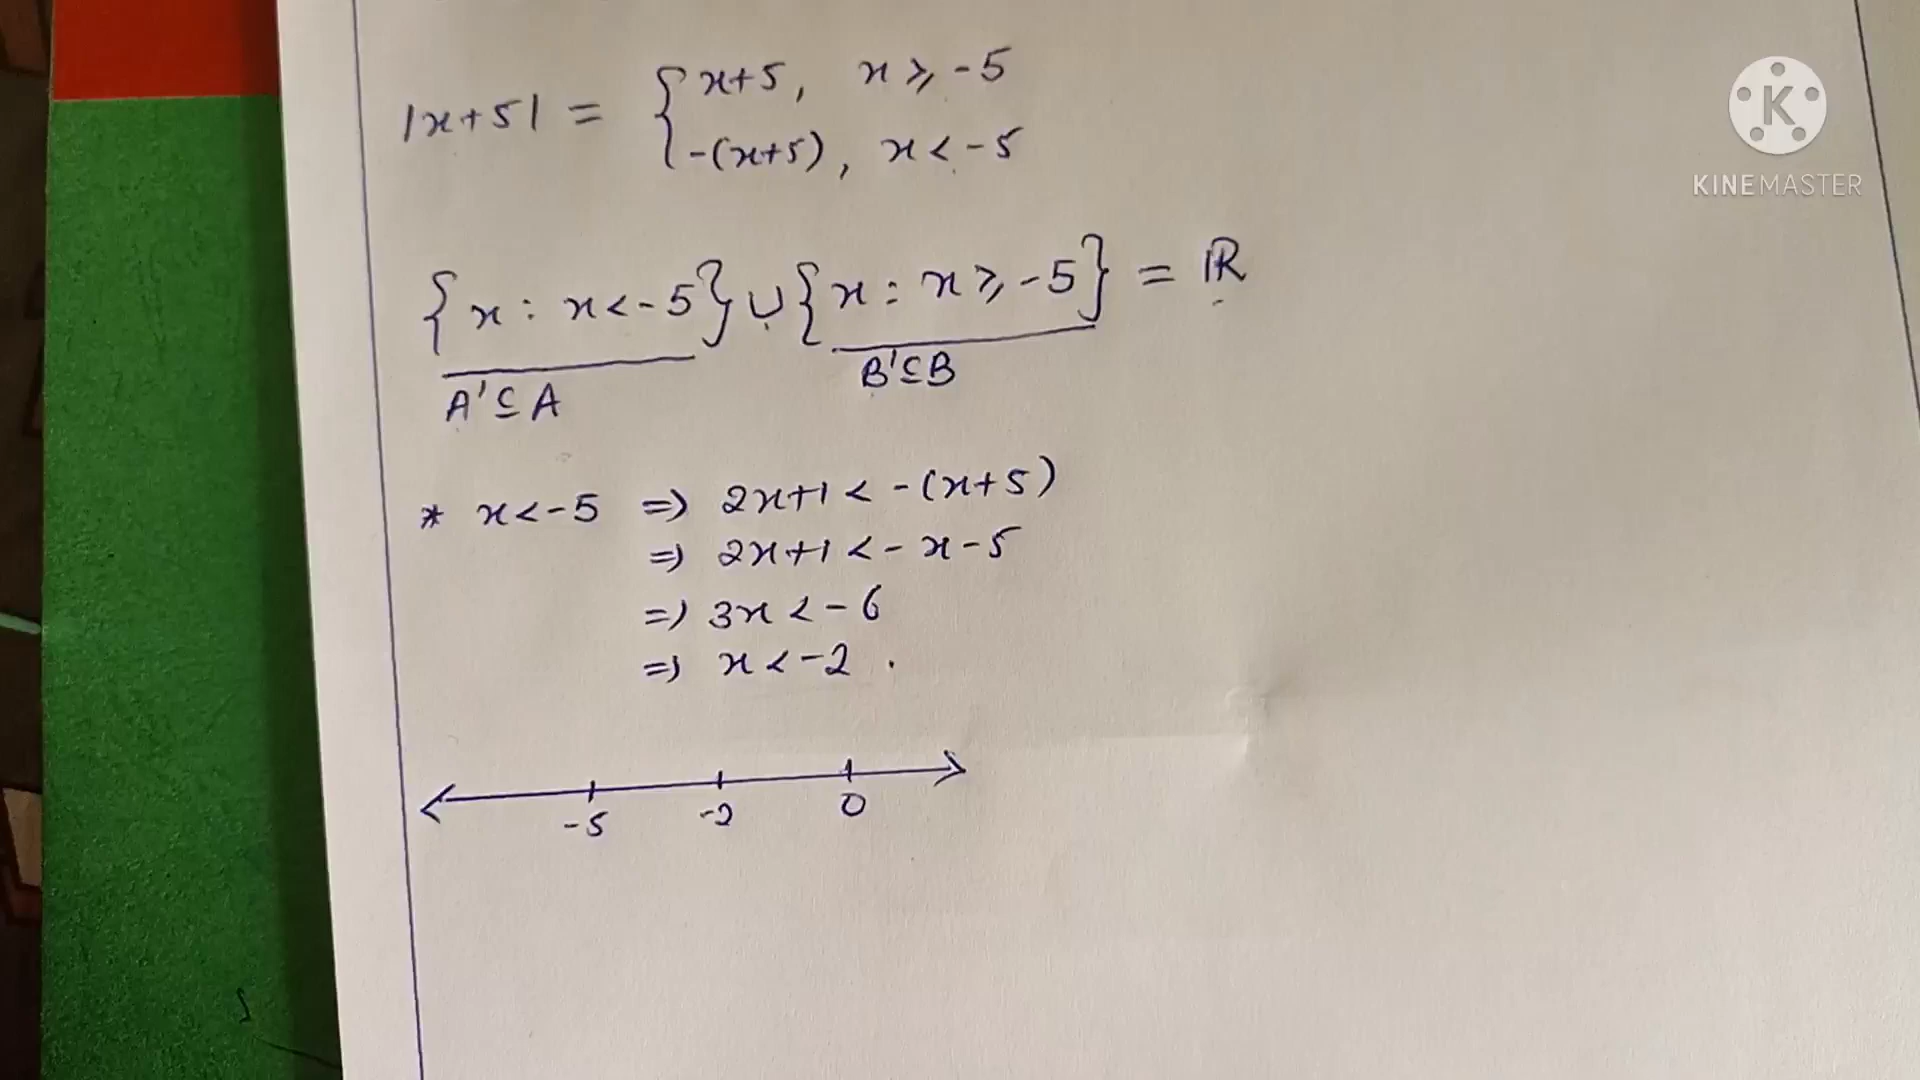 |x+5| = { x+5, x ≥ -5
-(x+5), x < -5
{x : x < -5} ∪ {x : x ≥ -5} = ℝ
A' ⊆ A B' ⊆ B
* x < -5 ⇒ 2x+1 < -(x+5)
⇒ 2x+1 < -x-5
⇒ 3x < -6
⇒ x < -2 .
-5 -2 0
K
KINEMASTER